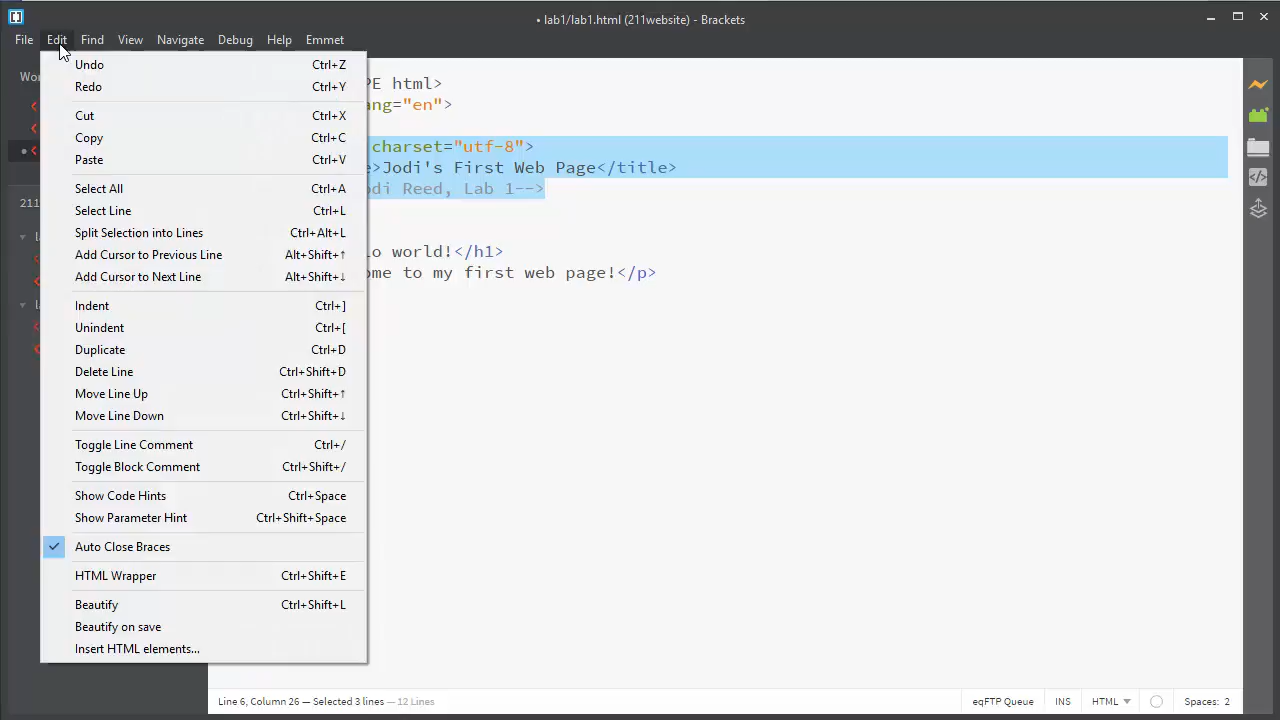 • lab1/lab1.html (211website) - Brackets
File Edit Find View Navigate Debug Help Emmet
Undo Ctrl+Z
Redo Ctrl+Y
Cut Ctrl+X
Copy Ctrl+C
Paste Ctrl+V
Select All Ctrl+A
Select Line Ctrl+L
Split Selection into Lines Ctrl+Alt+L
Add Cursor to Previous Line Alt+Shift+↑
Add Cursor to Next Line Alt+Shift+↓
Indent Ctrl+]
Unindent Ctrl+[
Duplicate Ctrl+D
Delete Line Ctrl+Shift+D
Move Line Up Ctrl+Shift+↑
Move Line Down Ctrl+Shift+↓
Toggle Line Comment Ctrl+/
Toggle Block Comment Ctrl+Shift+/
Show Code Hints Ctrl+Space
Show Parameter Hint Ctrl+Shift+Space
Auto Close Braces
HTML Wrapper Ctrl+Shift+E
Beautify Ctrl+Shift+L
Beautify on save
Insert HTML elements...
Wor
211
PE html>
ang="en">
charset="utf-8">
e>Jodi's First Web Page</title>
odi Reed, Lab 1-->
lo world!</h1>
ome to my first web page!</p>
Line 6, Column 26 — Selected 3 lines — 12 Lines
eqFTP Queue INS HTML Spaces: 2